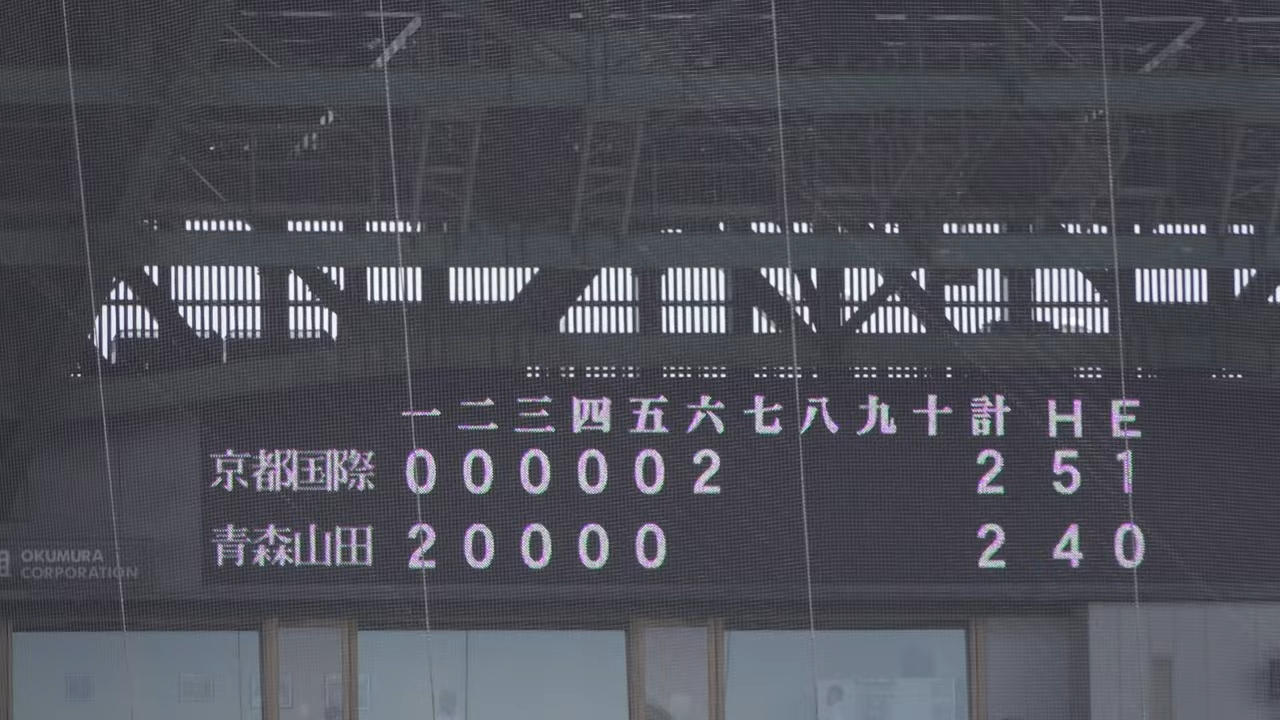 一 二 三 四 五 六 七 八 九 十 計 H E
京都国際 0 0 0 0 0 2 2 5 1
青森山田 2 0 0 0 0 2 4 0
OKUMURA
CORPORATION